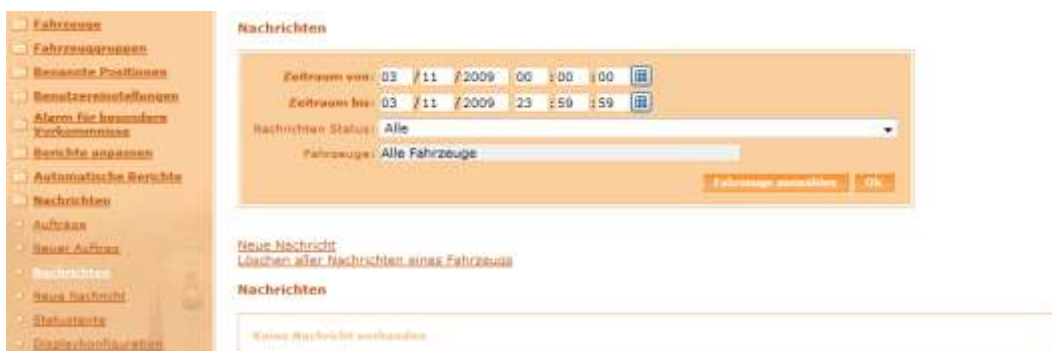 Fahrzeuge
Fahrzeuggruppen
Benannte Positionen
Benutzereinstellungen
Alarm für besondere
Vorkommnisse
Berichte anpassen
Automatische Berichte
Nachrichten
Aufträge
Neuer Auftrag
Nachrichten
Neue Nachricht
Statustexte
Displaykonfiguration
Nachrichten
Zeitraum von: 03 /11 /2009 00 :00 :00
Zeitraum bis: 03 /11 /2009 23 :59 :59
Nachrichten Status: Alle
Fahrzeuge: Alle Fahrzeuge
Fahrzeuge auswählen Ok
Neue Nachricht
Löschen aller Nachrichten eines Fahrzeugs
Nachrichten
Keine Nachricht vorhanden